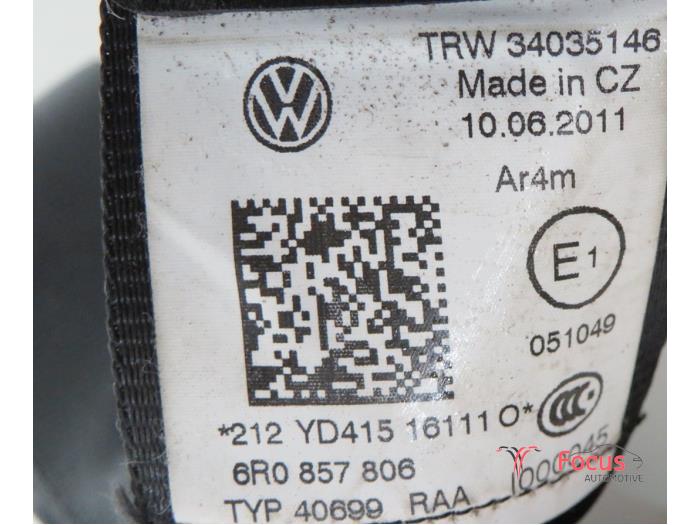 TRW 34035146
Made in CZ
10.06.2011
Ar4m
E1
051049
*212 YD415 16111 O*
CCC
6R0 857 806
TYP 40699 RAA
Focus
AUTOMOTIVE